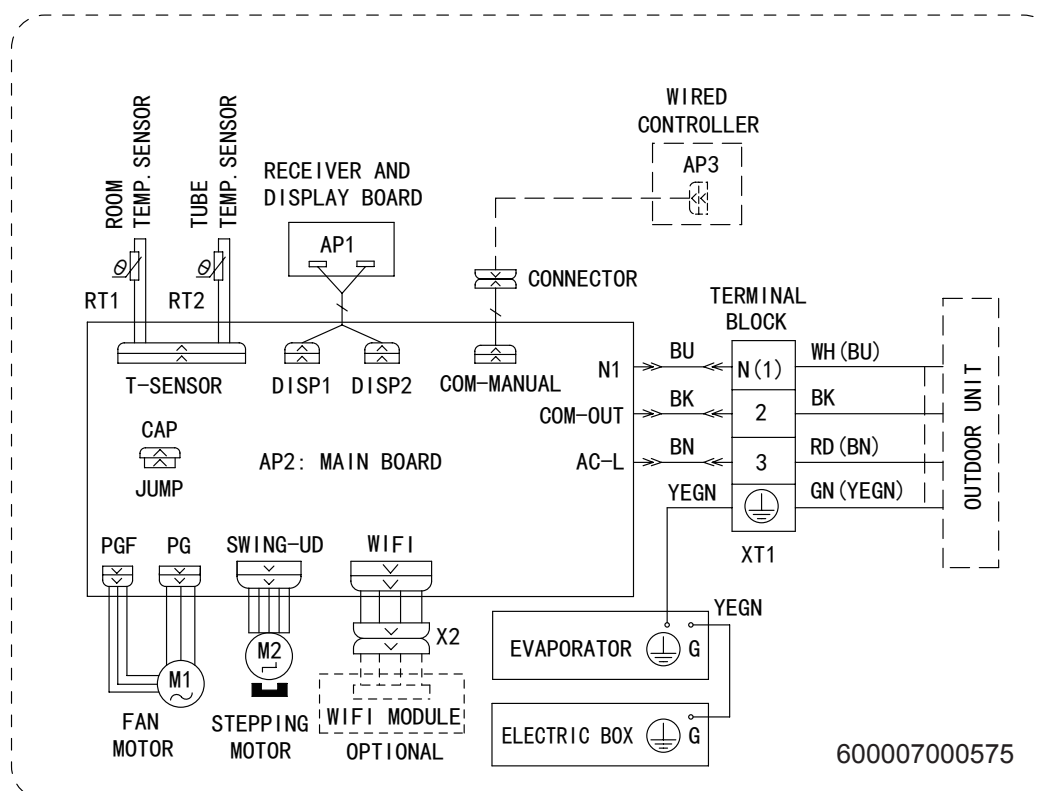 WIRED
CONTROLLER
AP3
ROOM
TEMP. SENSOR
TUBE
TEMP. SENSOR
RECEIVER AND
DISPLAY BOARD
AP1
θ
θ
RT1
RT2
CONNECTOR
TERMINAL
BLOCK
T-SENSOR
DISP1
DISP2
COM-MANUAL
N1
BU
N(1)
WH(BU)
COM-OUT
BK
2
BK
CAP
JUMP
AP2: MAIN BOARD
AC-L
BN
3
RD(BN)
YEGN
GN(YEGN)
OUTDOOR UNIT
XT1
PGF
PG
SWING-UD
WIFI
YEGN
X2
EVAPORATOR
G
M1
M2
FAN
MOTOR
STEPPING
MOTOR
WIFI MODULE
OPTIONAL
ELECTRIC BOX
G
600007000575